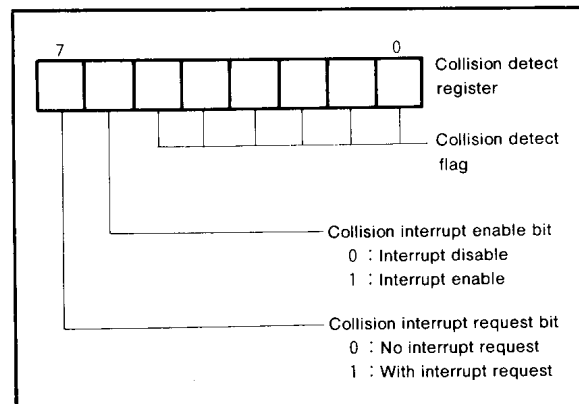 7 0
Collision detect
register
Collision detect
flag
Collision interrupt enable bit
0 : Interrupt disable
1 : Interrupt enable
Collision interrupt request bit
0 : No interrupt request
1 : With interrupt request